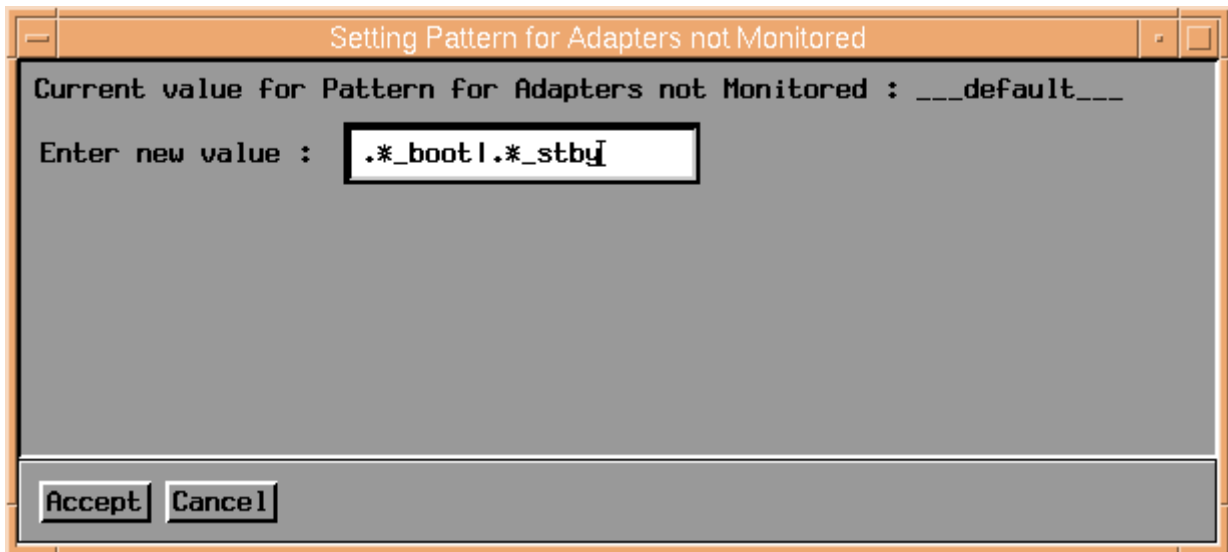 Setting Pattern for Adapters not Monitored
Current value for Pattern for Adapters not Monitored : ___default___
Enter new value : .*_boot|.*_stby
Accept Cancel